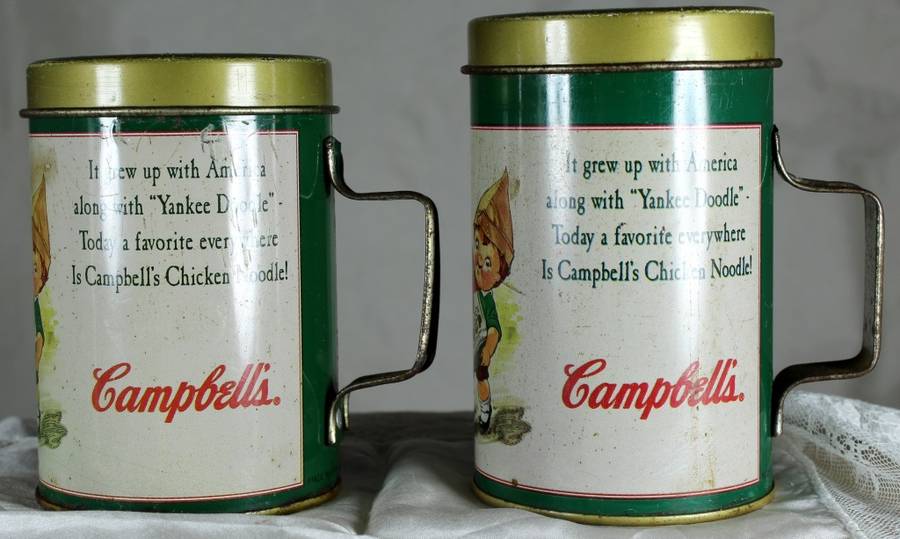 It grew up with America
along with "Yankee Doodle" -
Today a favorite everywhere
Is Campbell's Chicken Noodle!
Campbell's.
It grew up with America
along with "Yankee Doodle" -
Today a favorite everywhere
Is Campbell's Chicken Noodle!
Campbell's.